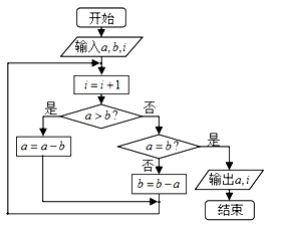 开始
输入a,b,i
i=i+1
是
a>b?
否
a=a-b
a=b?
是
否
输出a,i
b=b-a
结束